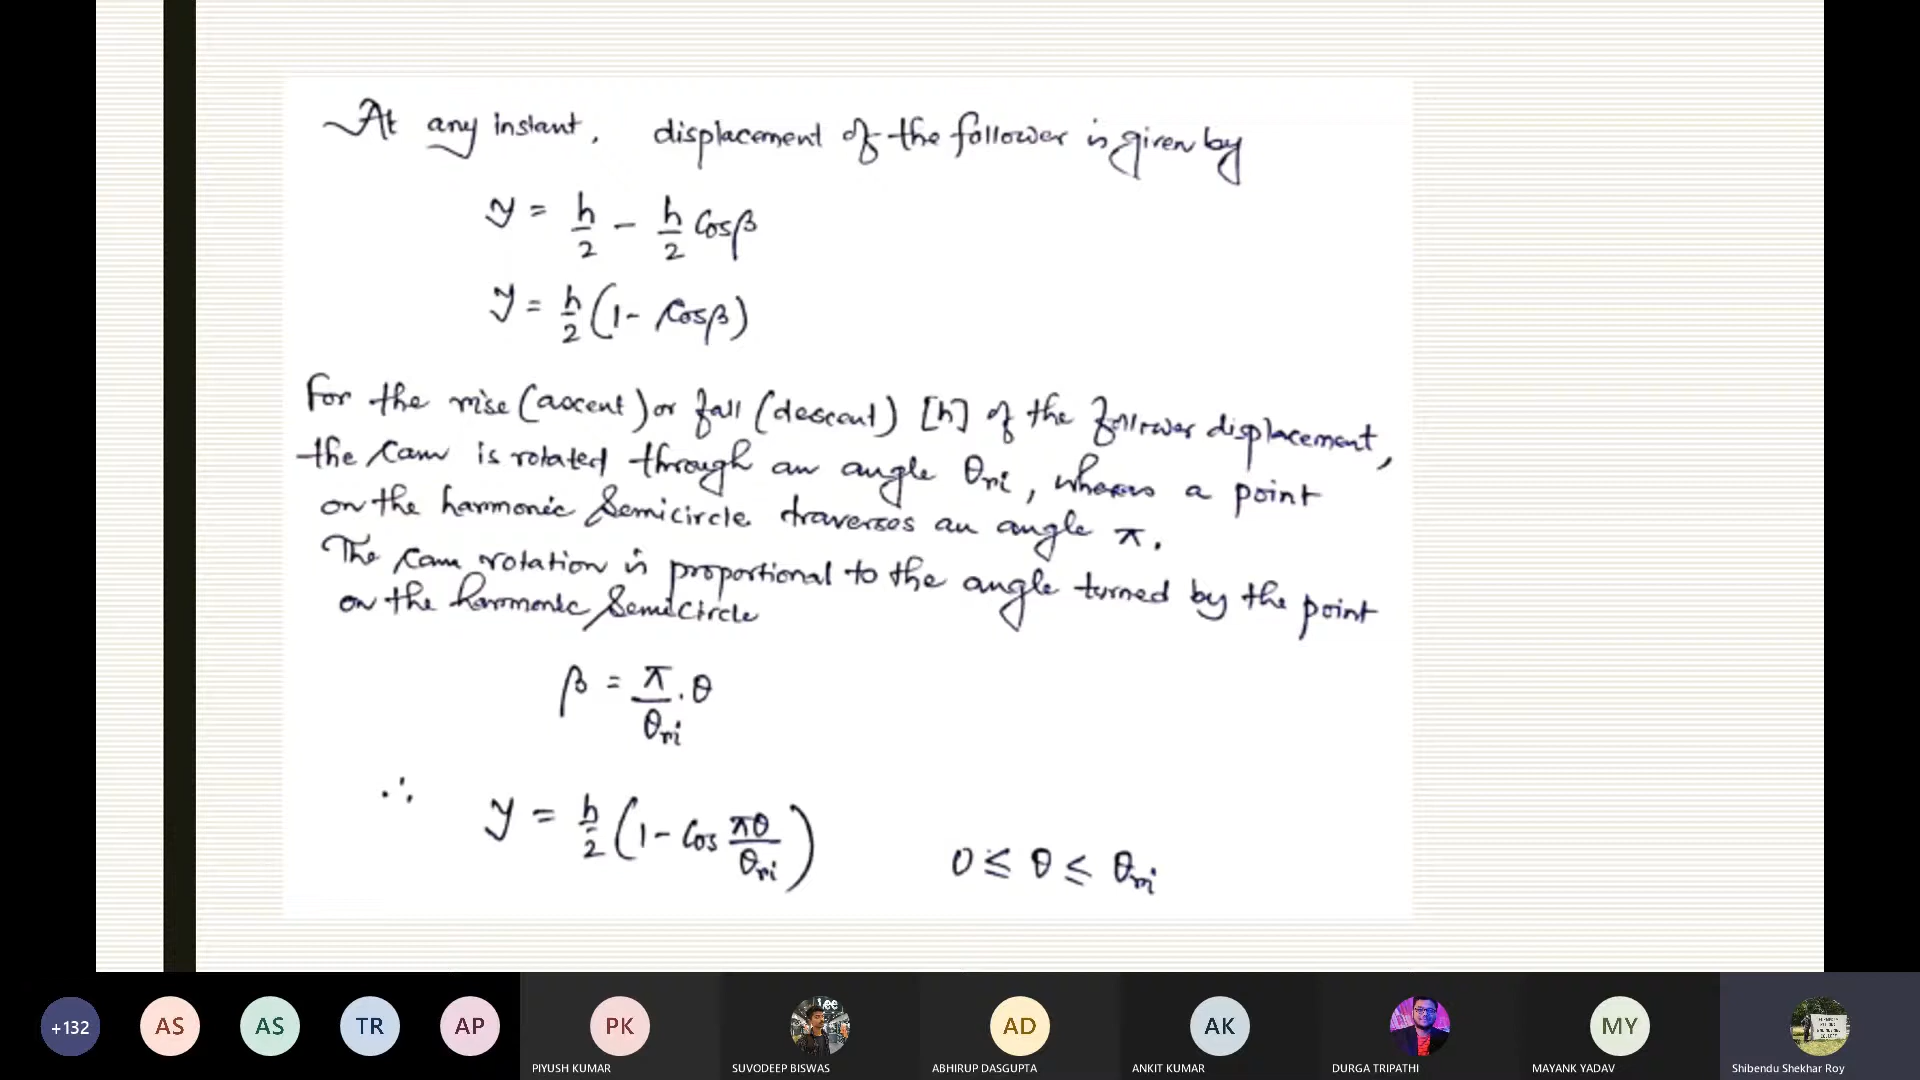 At any instant, displacement of the follower is given by
y = h/2 - h/2 Cosβ
y = h/2 (1 - Cosβ)
For the rise (ascent) or fall (descent) [h] of the follower displacement,
the cam is rotated through an angle θri, whereas a point
on the harmonic semicircle traverses an angle π.
The cam rotation is proportional to the angle turned by the point
on the harmonic semicircle
β = π/θri . θ
∴ y = h/2 (1 - Cos πθ/θri) 0 ≤ θ ≤ θri
+132 AS AS TR AP PK AD AK MY
PIYUSH KUMAR SUVODEEP BISWAS ABHIRUP DASGUPTA ANKIT KUMAR DURGA TRIPATHI MAYANK YADAV Shibendu Shekhar Roy